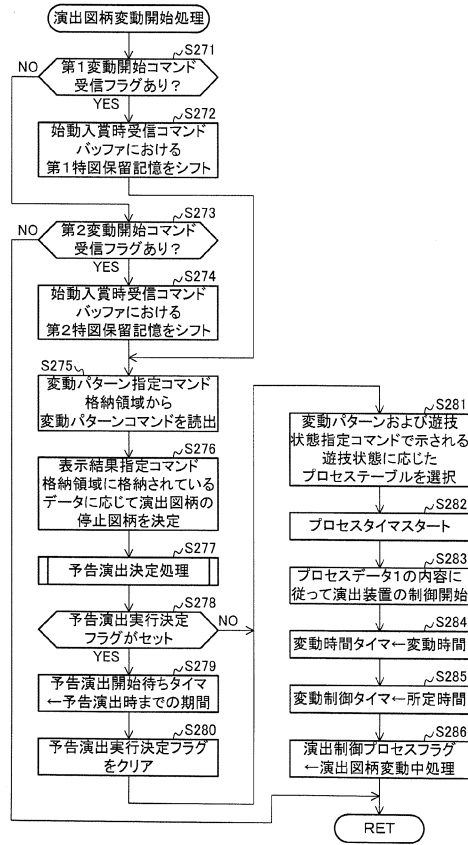 演出図柄変動開始処理
S271
第1変動開始コマンド
受信フラグあり?
NO
YES
S272
始動入賞時受信コマンド
バッファにおける
第1特図保留記憶をシフト
S273
第2変動開始コマンド
受信フラグあり?
NO
YES
S274
始動入賞時受信コマンド
バッファにおける
第2特図保留記憶をシフト
S275
変動パターン指定コマンド
格納領域から
変動パターンコマンドを読出
S276
表示結果指定コマンド
格納領域に格納されている
データに応じて演出図柄の
停止図柄を決定
S277
予告演出決定処理
S278
予告演出実行決定
フラグがセット
NO
YES
S279
予告演出開始待ちタイマ
←予告演出時までの期間
S280
予告演出実行決定フラグ
をクリア
S281
変動パターンおよび遊技
状態指定コマンドで示される
遊技状態に応じた
プロセステーブルを選択
S282
プロセスタイマスタート
S283
プロセスデータ1の内容に
従って演出装置の制御開始
S284
変動時間タイマ←変動時間
S285
変動制御タイマ←所定時間
S286
演出制御プロセスフラグ
←演出図柄変動中処理
RET